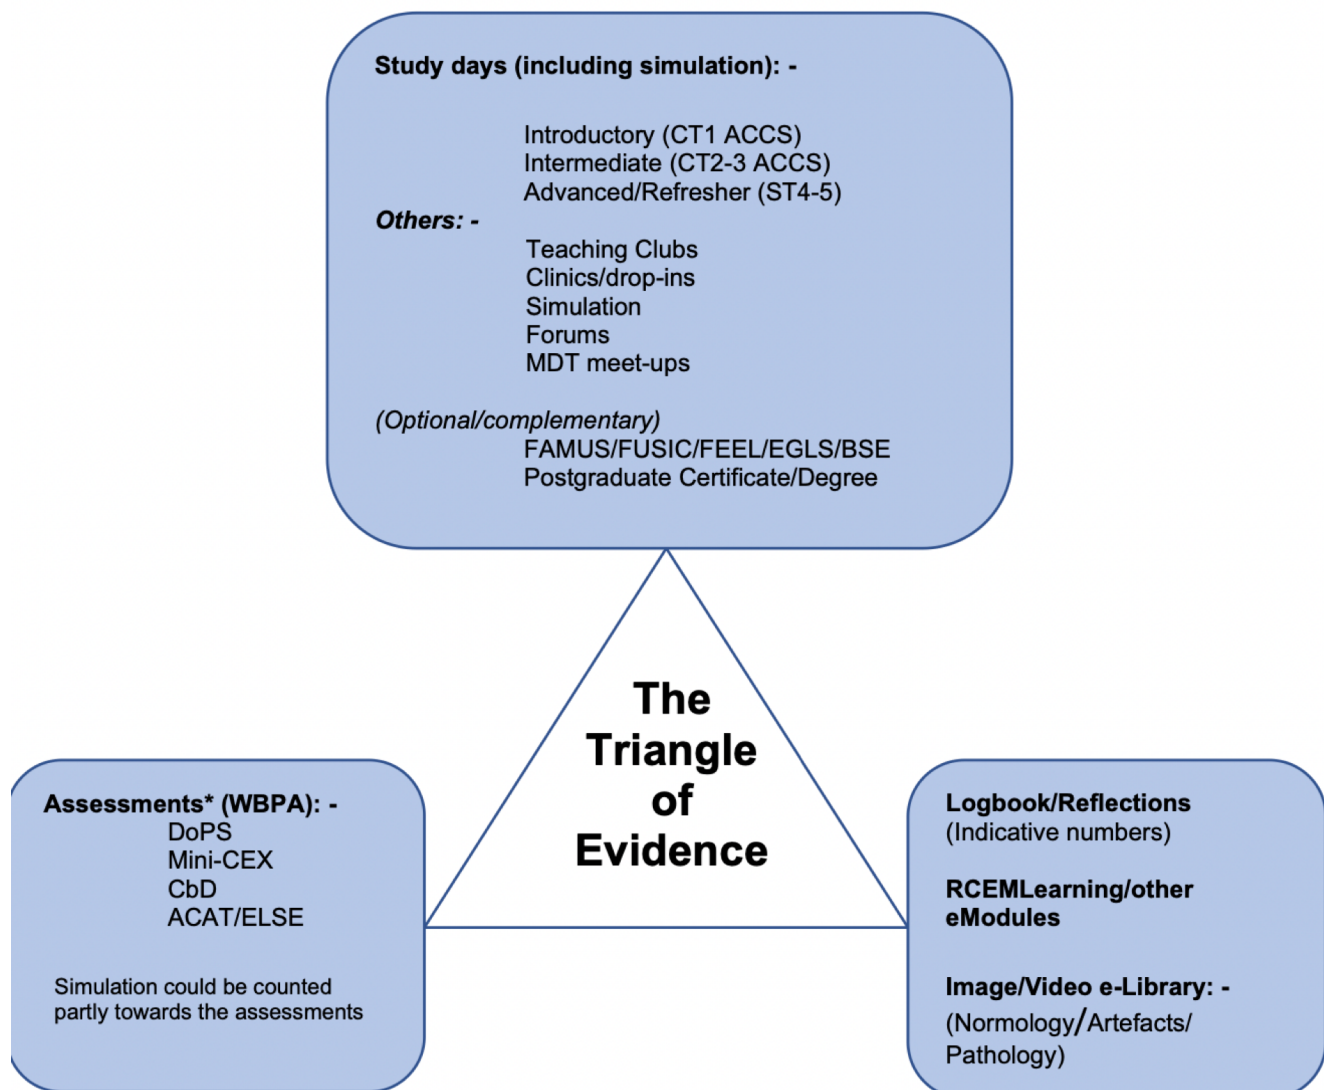 Study days (including simulation): -
Introductory (CT1 ACCS)
Intermediate (CT2-3 ACCS)
Advanced/Refresher (ST4-5)
Others: -
Teaching Clubs
Clinics/drop-ins
Simulation
Forums
MDT meet-ups
(Optional/complementary)
FAMUS/FUSIC/FEEL/EGLS/BSE
Postgraduate Certificate/Degree
The
Triangle
of
Evidence
Assessments* (WBPA): -
DoPS
Mini-CEX
CbD
ACAT/ELSE
Simulation could be counted
partly towards the assessments
Logbook/Reflections
(Indicative numbers)
RCEMLearning/other
eModules
Image/Video e-Library: -
(Normology/Artefacts/
Pathology)